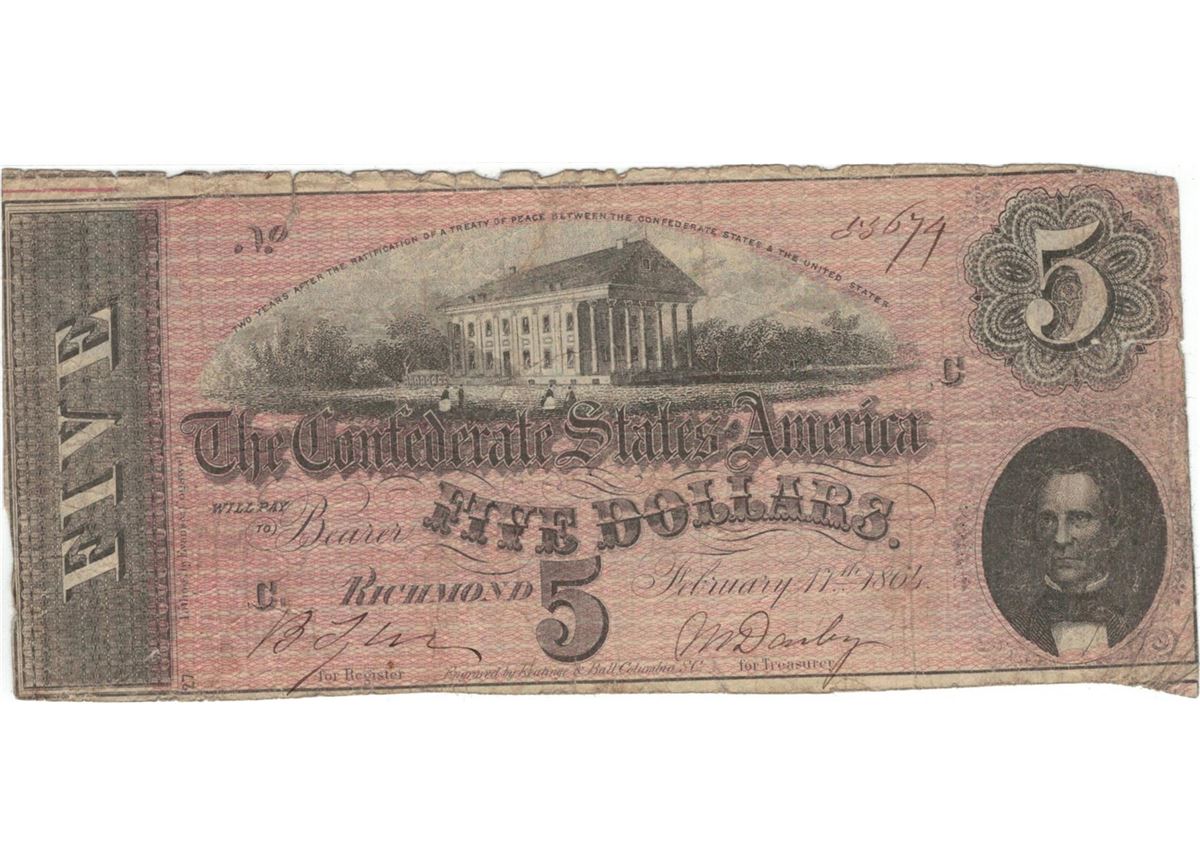 FIVE
No.
TWO YEARS AFTER THE RATIFICATION OF A TREATY OF PEACE BETWEEN THE CONFEDERATE STATES & THE UNITED STATES
5
C
The Confederate States of America
WILL PAY TO Bearer
FIVE DOLLARS.
C.
RICHMOND
5
February 17th. 1864
for Register
Engraved by Keatinge & Ball Columbia S.C
for Treasurer